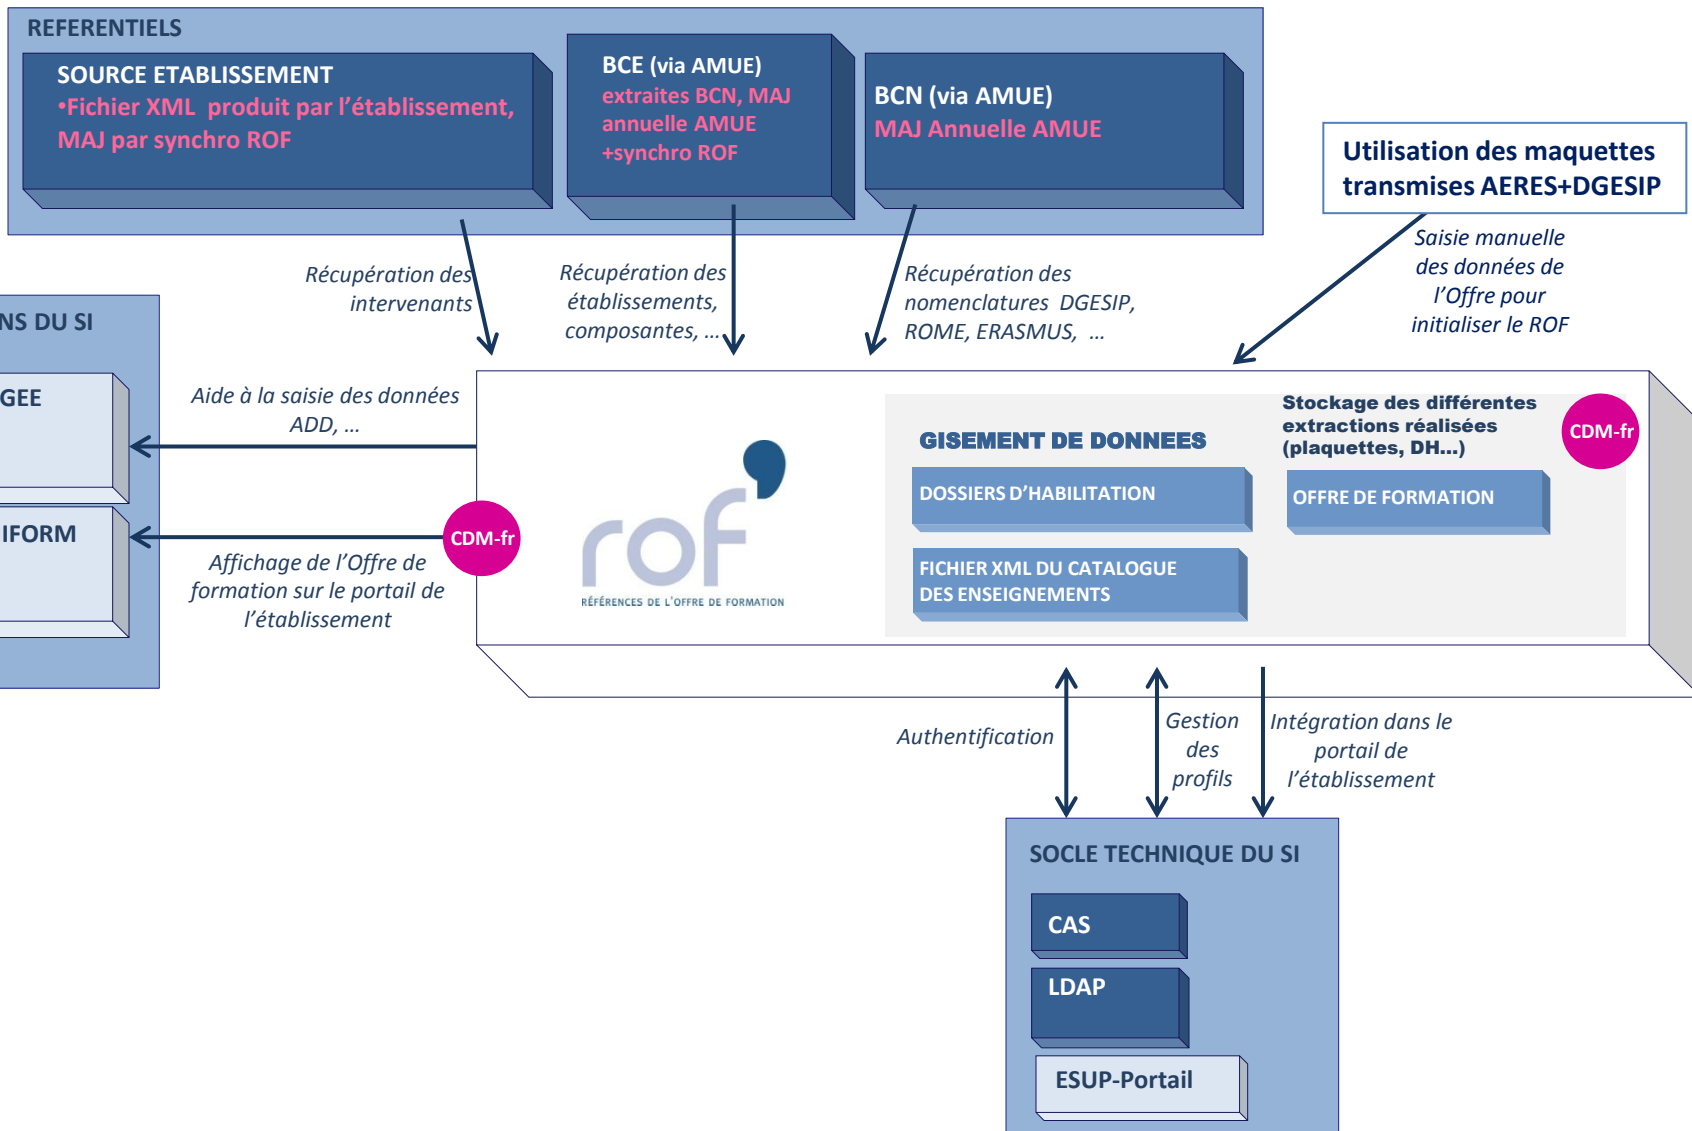 REFERENTIELS
SOURCE ETABLISSEMENT
•Fichier XML produit par l'établissement,
MAJ par synchro ROF
BCE (via AMUE)
extraites BCN, MAJ
annuelle AMUE
+synchro ROF
BCN (via AMUE)
MAJ Annuelle AMUE
Utilisation des maquettes
transmises AERES+DGESIP
Récupération des
intervenants
Récupération des
établissements,
composantes, ...
Récupération des
nomenclatures DGESIP,
ROME, ERASMUS, ...
Saisie manuelle
des données de
l'Offre pour
initialiser le ROF
NS DU SI
GEE
IFORM
Aide à la saisie des données
ADD, ...
CDM-fr
Affichage de l'Offre de
formation sur le portail de
l'établissement
rof'
RÉFÉRENCES DE L'OFFRE DE FORMATION
GISEMENT DE DONNEES
DOSSIERS D'HABILITATION
FICHIER XML DU CATALOGUE
DES ENSEIGNEMENTS
Stockage des différentes
extractions réalisées
(plaquettes, DH...)
CDM-fr
OFFRE DE FORMATION
Authentification
Gestion
des
profils
Intégration dans le
portail de
l'établissement
SOCLE TECHNIQUE DU SI
CAS
LDAP
ESUP-Portail